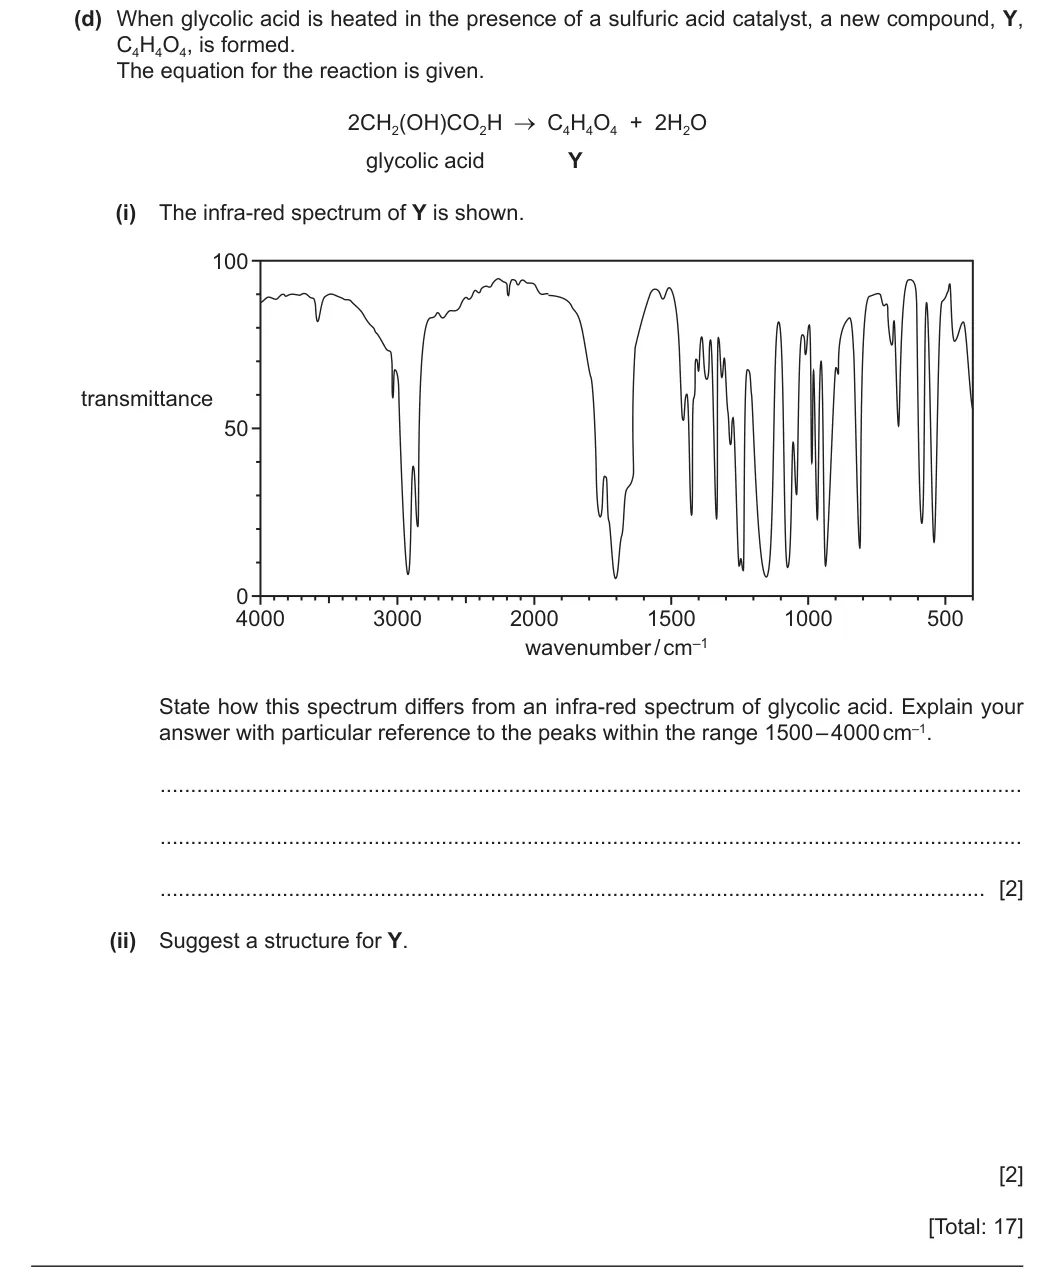 (d) When glycolic acid is heated in the presence of a sulfuric acid catalyst, a new compound, Y,
C₄H₄O₄, is formed.
The equation for the reaction is given.
2CH₂(OH)CO₂H → C₄H₄O₄ + 2H₂O
glycolic acid Y
(i) The infra-red spectrum of Y is shown.
100
transmittance
50
0
4000 3000 2000 1500 1000 500
wavenumber / cm⁻¹
State how this spectrum differs from an infra-red spectrum of glycolic acid. Explain your
answer with particular reference to the peaks within the range 1500 – 4000 cm⁻¹.
[2]
(ii) Suggest a structure for Y.
[2]
[Total: 17]